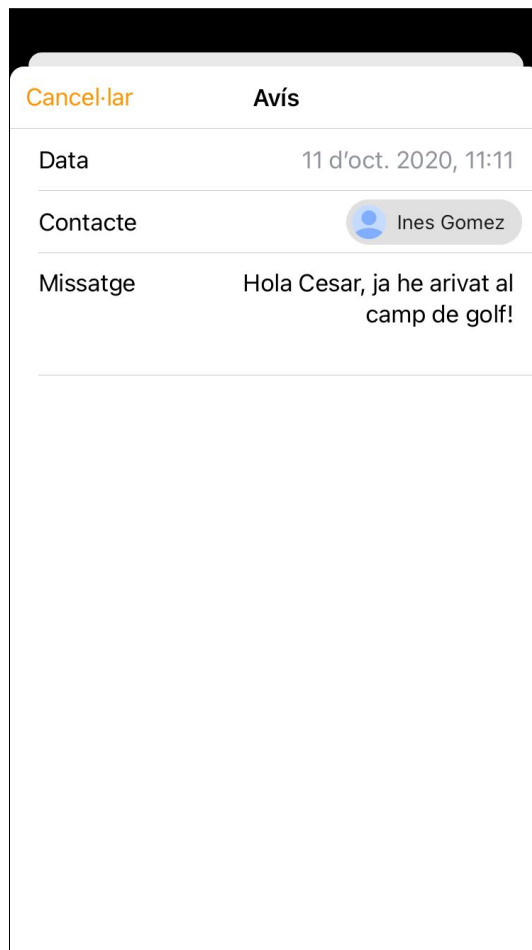 Cancel·lar Avís
Data 11 d’oct. 2020, 11:11
Contacte Ines Gomez
Missatge Hola Cesar, ja he arivat al
camp de golf!